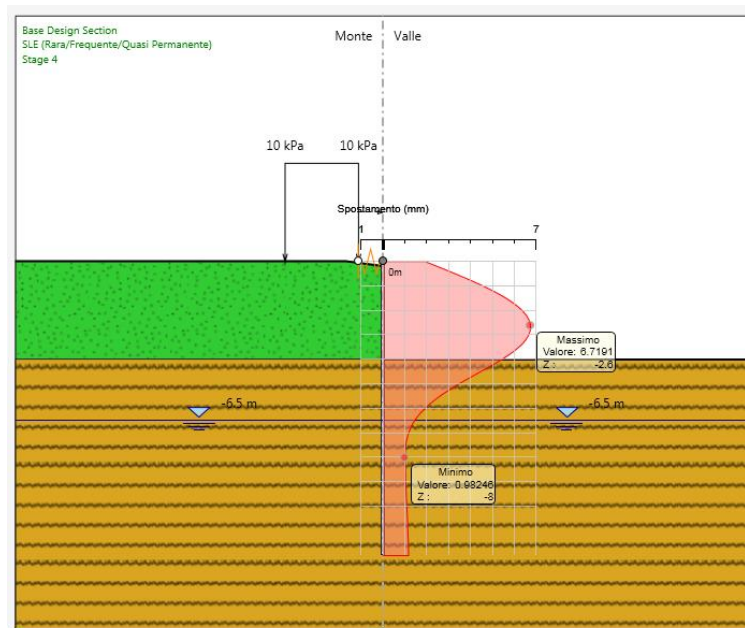 Base Design Section
SLE (Rara/Frequente/Quasi Permanente)
Stage 4
Monte
Valle
10 kPa
10 kPa
Spostamento (mm)
1
7
0m
Massimo
Valore: 6.7191
Z : -2.6
-6.5 m
-6.5 m
Minimo
Valore: 0.98246
Z : -8